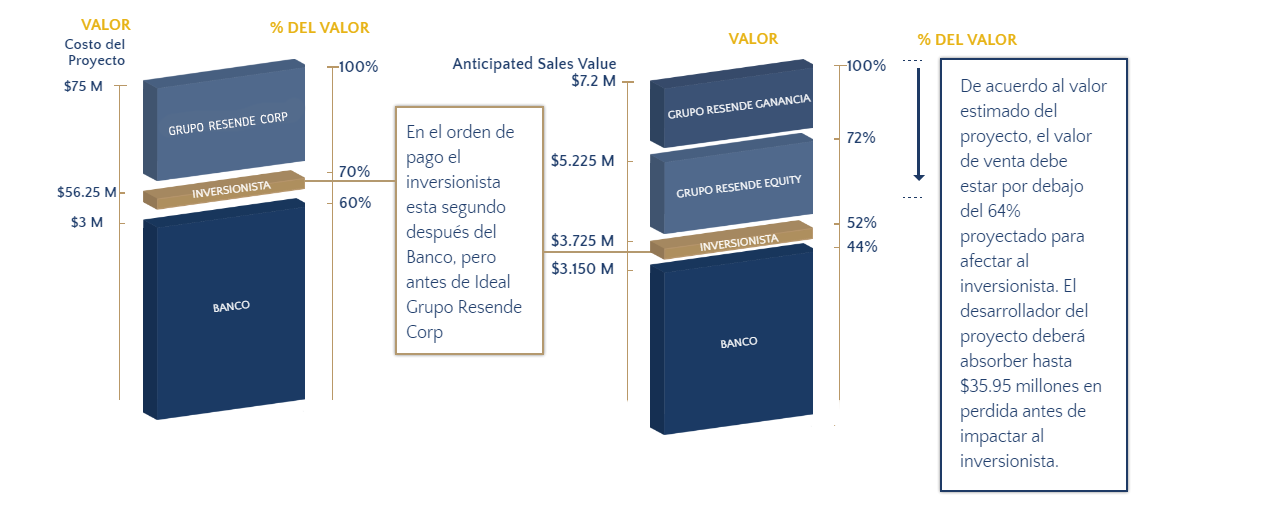 VALOR
Costo del
Proyecto
$75 M
$56.25 M
$3 M
% DEL VALOR
100%
70%
60%
GRUPO RESENDE CORP
INVERSIONISTA
BANCO
En el orden de
pago el
inversionista
esta segundo
después del
Banco, pero
antes de Ideal
Grupo Resende
Corp
Anticipated Sales Value
$7.2 M
$5.225 M
$3.725 M
$3.150 M
VALOR
GRUPO RESENDE GANANCIA
GRUPO RESENDE EQUITY
INVERSIONISTA
BANCO
% DEL VALOR
100%
72%
52%
44%
De acuerdo al valor
estimado del
proyecto, el valor
de venta debe
estar por debajo
del 64%
proyectado para
afectar al
inversionista. El
desarrollador del
proyecto deberá
absorber hasta
$35.95 millones en
perdida antes de
impactar al
inversionista.